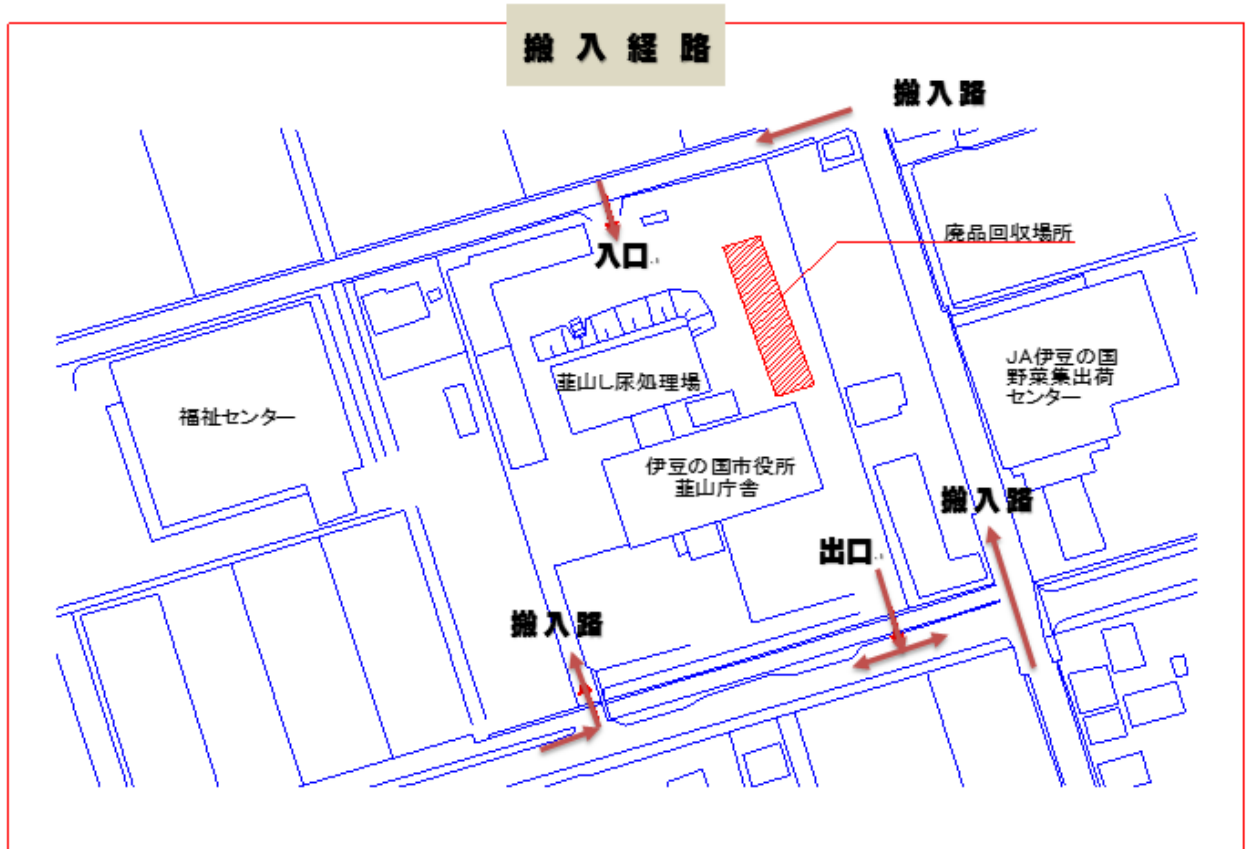 搬入経路
搬入路
廃品回収場所
入口
JA伊豆の国
野菜集出荷
センター
韮山し尿処理場
福祉センター
伊豆の国市役所
韮山庁舎
搬入路
出口
搬入路